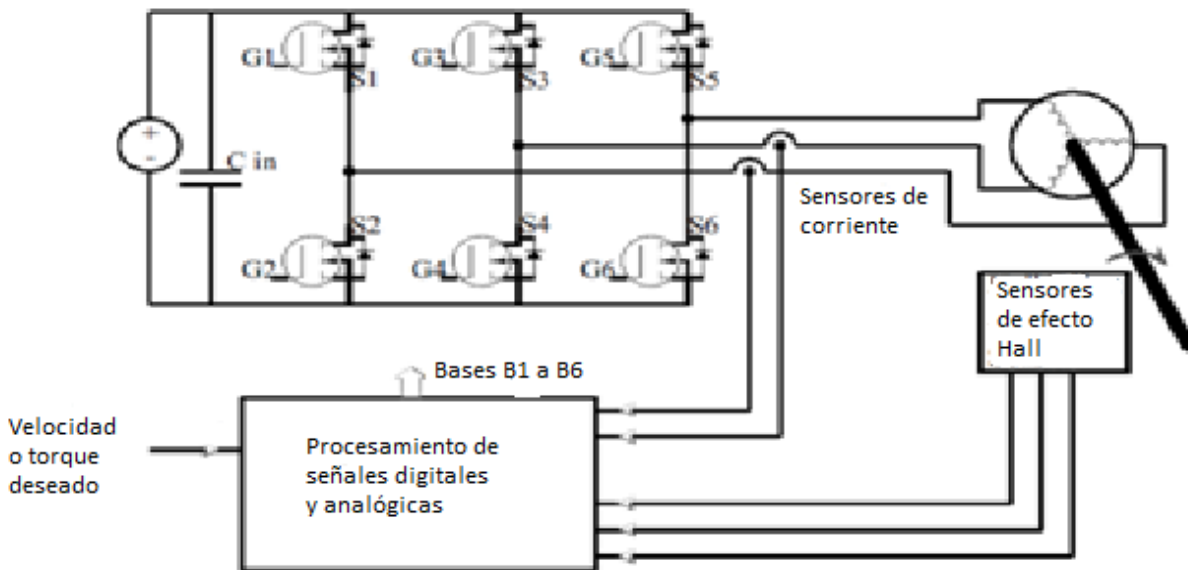 G1
G3
G5
S1
S3
S5
+
-
C in
S2
S4
S6
G2
G4
G6
Sensores de
corriente
Sensores
de efecto
Hall
Bases B1 a B6
Velocidad
o torque
deseado
Procesamiento de
señales digitales
y analógicas